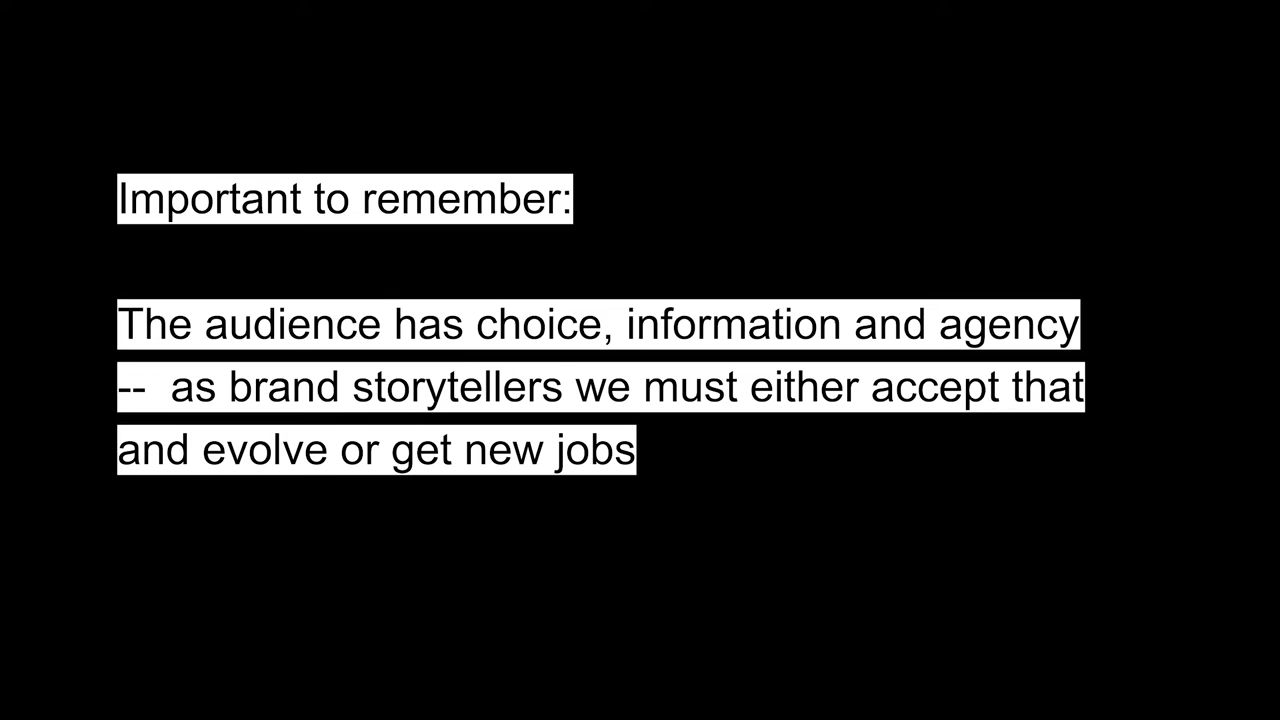 Important to remember:
The audience has choice, information and agency
--  as brand storytellers we must either accept that
and evolve or get new jobs